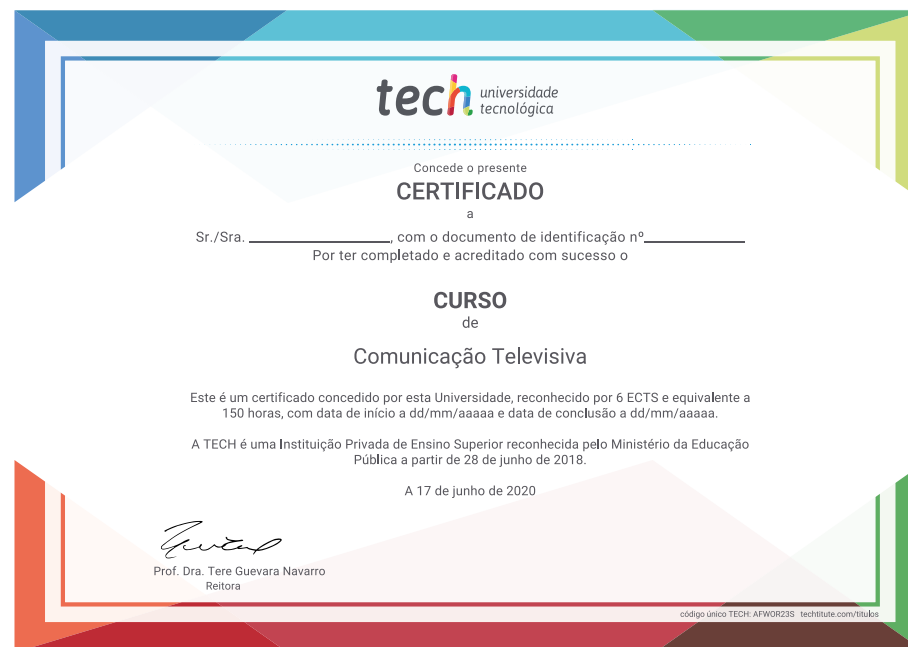 tech universidade
tecnológica
Concede o presente
CERTIFICADO
a
Sr./Sra. ____________, com o documento de identificação nº____________
Por ter completado e acreditado com sucesso o
CURSO
de
Comunicação Televisiva
Este é um certificado concedido por esta Universidade, reconhecido por 6 ECTS e equivalente a
150 horas, com data de início a dd/mm/aaaaa e data de conclusão a dd/mm/aaaaa.
A TECH é uma Instituição Privada de Ensino Superior reconhecida pelo Ministério da Educação
Pública a partir de 28 de junho de 2018.
A 17 de junho de 2020
Prof. Dra. Tere Guevara Navarro
Reitora
código único TECH: AFWOR23S techtitute.com/titulos